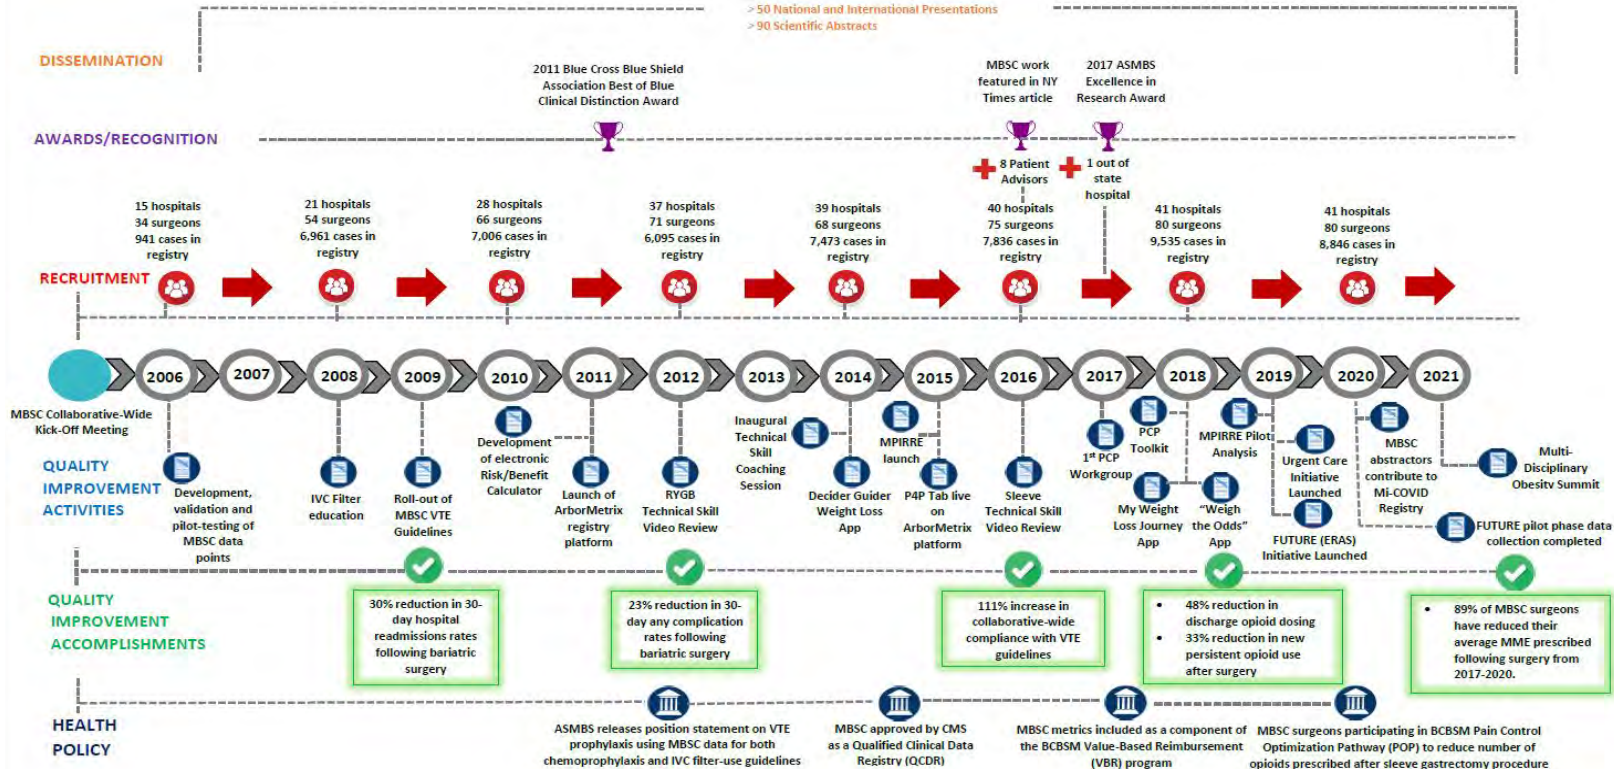 > 50 National and International Presentations
> 90 Scientific Abstracts
DISSEMINATION
2011 Blue Cross Blue Shield
Association Best of Blue
Clinical Distinction Award
MBSC work
featured in NY
Times article
2017 ASMBS
Excellence in
Research Award
AWARDS/RECOGNITION
8 Patient
Advisors
1 out of
state
hospital
15 hospitals
34 surgeons
941 cases in
registry
21 hospitals
54 surgeons
6,961 cases in
registry
28 hospitals
66 surgeons
7,006 cases in
registry
37 hospitals
71 surgeons
6,095 cases in
registry
39 hospitals
68 surgeons
7,473 cases in
registry
40 hospitals
75 surgeons
7,836 cases in
registry
41 hospitals
80 surgeons
9,535 cases in
registry
41 hospitals
80 surgeons
8,846 cases in
registry
RECRUITMENT
2006
2007
2008
2009
2010
2011
2012
2013
2014
2015
2016
2017
2018
2019
2020
2021
MBSC Collaborative-Wide
Kick-Off Meeting
QUALITY
IMPROVEMENT
ACTIVITIES
Development,
validation and
pilot-testing of
MBSC data
points
IVC Filter
education
Roll-out of
MBSC VTE
Guidelines
Development
of electronic
Risk/Benefit
Calculator
Launch of
ArborMetrix
registry
platform
RYGB
Technical Skill
Video Review
Inaugural
Technical
Skill
Coaching
Session
Decider Guider
Weight Loss
App
MPIRRE
launch
P4P Tab live
on
ArborMetrix
platform
Sleeve
Technical Skill
Video Review
1st PCP
Workgroup
PCP
Toolkit
My Weight
Loss Journey
App
"Weigh
the Odds"
App
MPIRRE Pilot
Analysis
Urgent Care
Initiative
Launched
FUTURE (ERAS)
Initiative Launched
MBSC
abstractors
contribute to
Mi-COVID
Registry
FUTURE pilot phase data
collection completed
Multi-
Disciplinary
Obesity Summit
QUALITY
IMPROVEMENT
ACCOMPLISHMENTS
30% reduction in 30-
day hospital
readmissions rates
following bariatric
surgery
23% reduction in 30-
day any complication
rates following
bariatric surgery
111% increase in
collaborative-wide
compliance with VTE
guidelines
• 48% reduction in
discharge opioid dosing
• 33% reduction in new
persistent opioid use
after surgery
• 89% of MBSC surgeons
have reduced their
average MME prescribed
following surgery from
2017-2020.
HEALTH
POLICY
ASMBS releases position statement on VTE
prophylaxis using MBSC data for both
chemoprophylaxis and IVC filter-use guidelines
MBSC approved by CMS
as a Qualified Clinical Data
Registry (QCDR)
MBSC metrics included as a component of
the BCBSM Value-Based Reimbursement
(VBR) program
MBSC surgeons participating in BCBSM Pain Control
Optimization Pathway (POP) to reduce number of
opioids prescribed after sleeve gastrectomy procedure